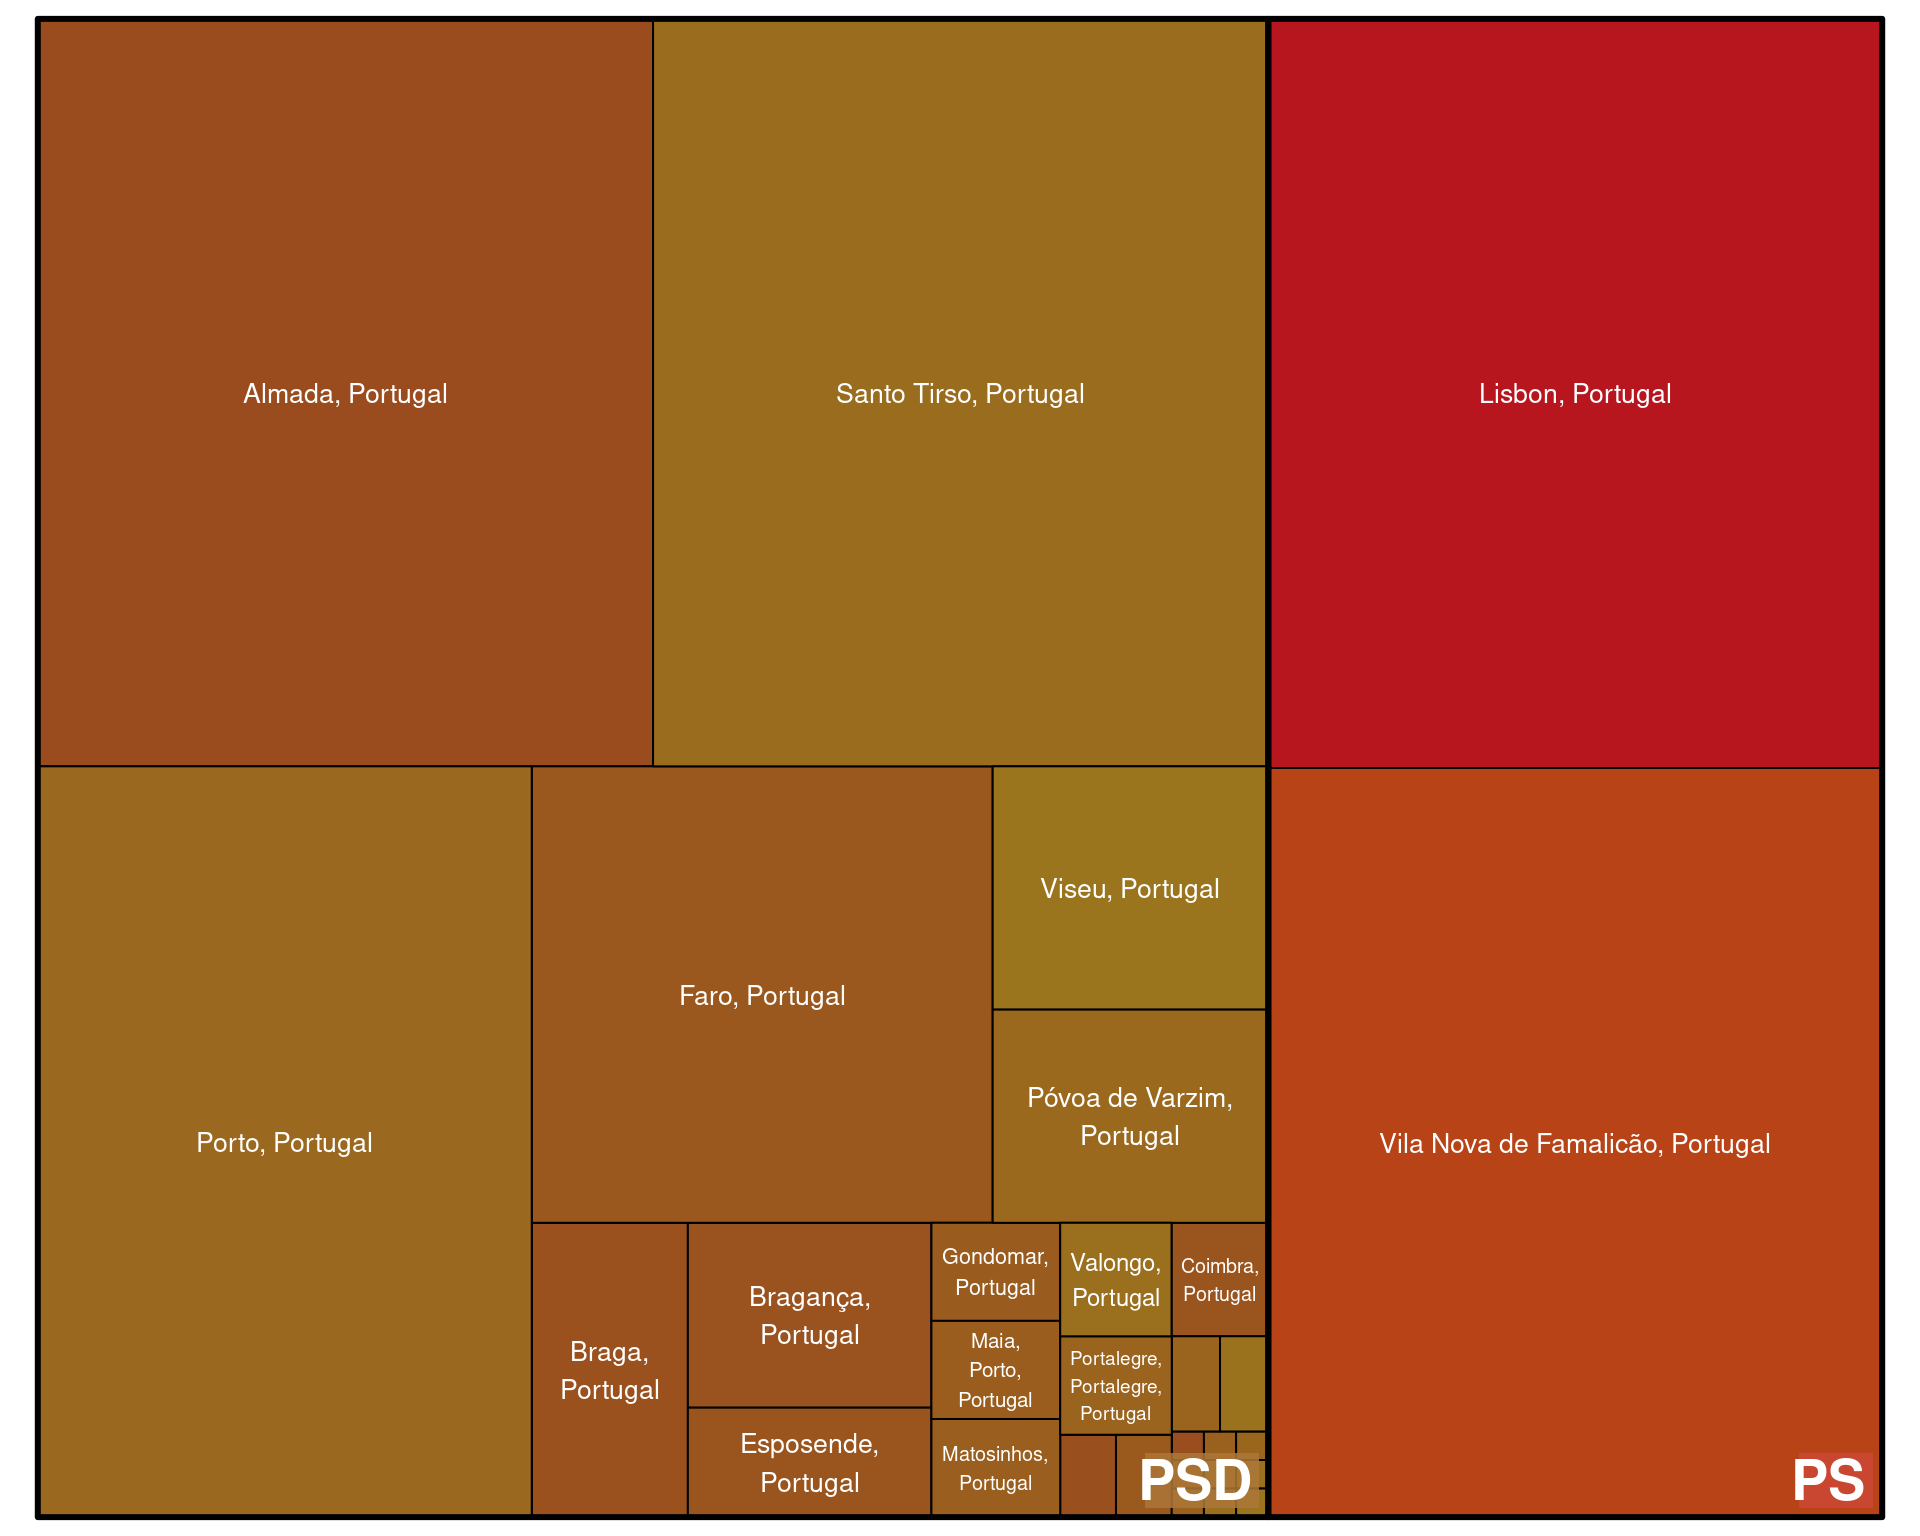 Almada, Portugal
Santo Tirso, Portugal
Lisbon, Portugal
Porto, Portugal
Faro, Portugal
Viseu, Portugal
Póvoa de Varzim,
Portugal
Vila Nova de Famalicão, Portugal
Braga,
Portugal
Bragança,
Portugal
Esposende,
Portugal
Gondomar,
Portugal
Maia,
Porto,
Portugal
Matosinhos,
Portugal
Valongo,
Portugal
Portalegre,
Portalegre,
Portugal
Coimbra,
Portugal
PSD
PS